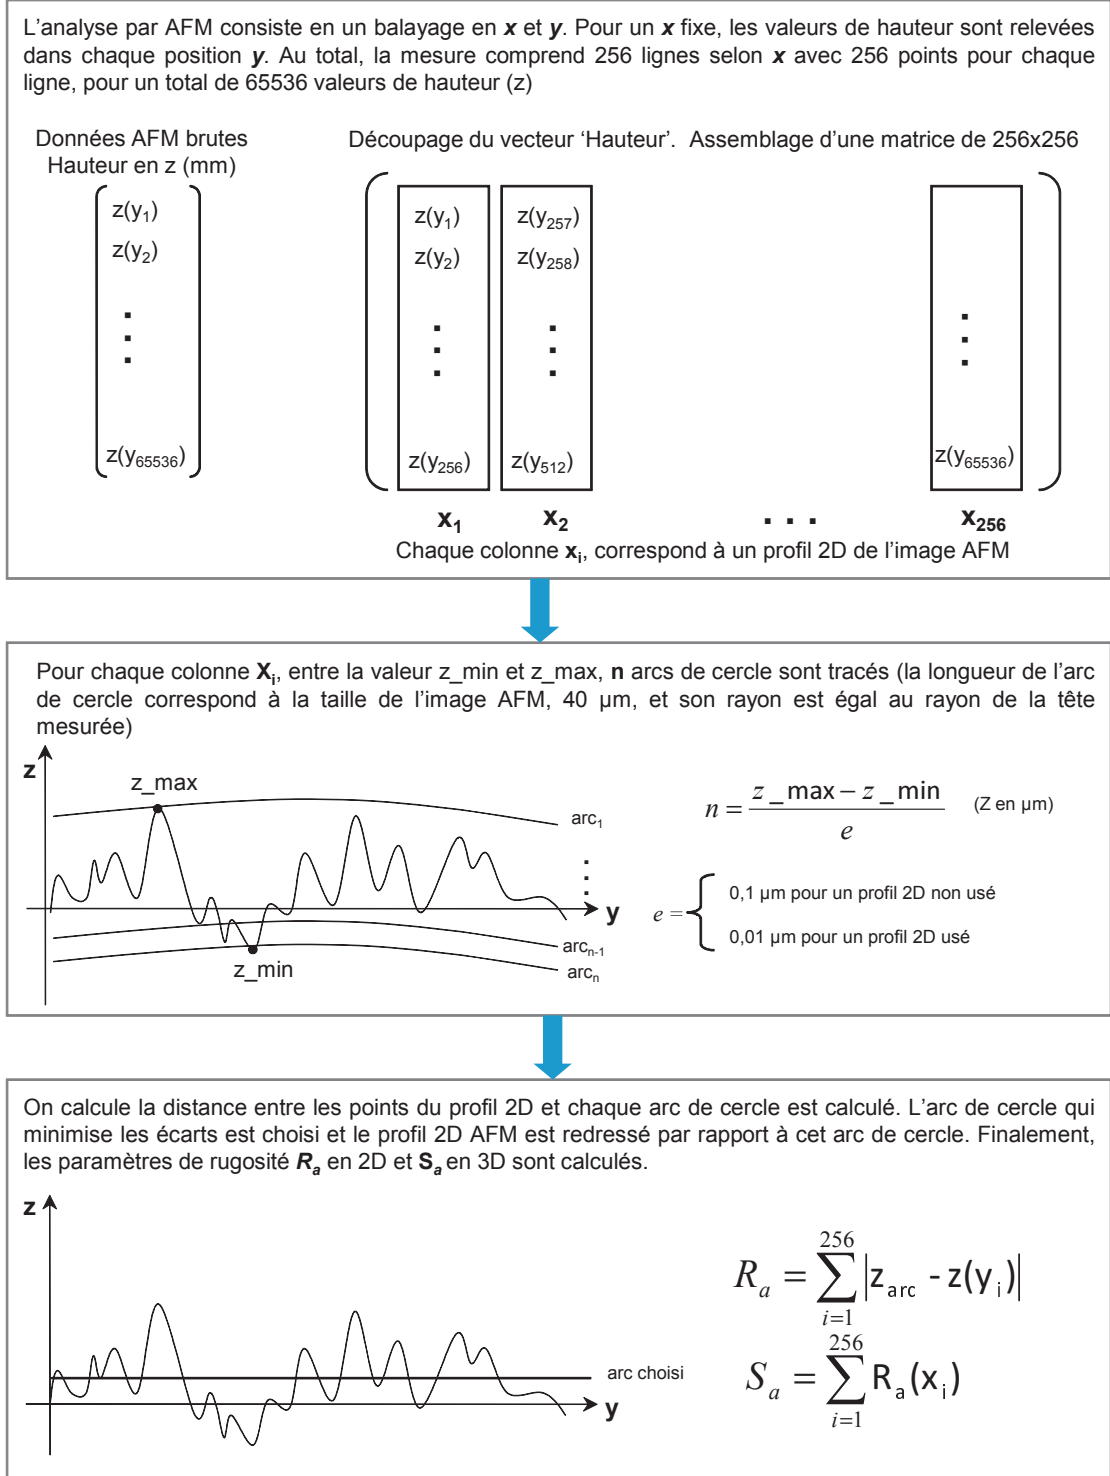 L'analyse par AFM consiste en un balayage en x et y. Pour un x fixe, les valeurs de hauteur sont relevées
dans chaque position y. Au total, la mesure comprend 256 lignes selon x avec 256 points pour chaque
ligne, pour un total de 65536 valeurs de hauteur (z)
Données AFM brutes
Hauteur en z (mm)
Découpage du vecteur 'Hauteur'. Assemblage d'une matrice de 256x256
z(y1)
z(y2)
z(y65536)
z(y1)
z(y2)
z(y256)
z(y257)
z(y258)
z(y512)
z(y65536)
x1 x2 . . . x256
Chaque colonne xi, correspond à un profil 2D de l'image AFM
Pour chaque colonne Xi, entre la valeur z_min et z_max, n arcs de cercle sont tracés (la longueur de l'arc
de cercle correspond à la taille de l'image AFM, 40 µm, et son rayon est égal au rayon de la tête
mesurée)
z
z_max
arc1
y
arcn-1
z_min
arcn
n = (z_max − z_min) / e (Z en µm)
e = { 0,1 µm pour un profil 2D non usé
0,01 µm pour un profil 2D usé
On calcule la distance entre les points du profil 2D et chaque arc de cercle est calculé. L'arc de cercle qui
minimise les écarts est choisi et le profil 2D AFM est redressé par rapport à cet arc de cercle. Finalement,
les paramètres de rugosité Ra en 2D et Sa en 3D sont calculés.
z
arc choisi
y
Ra = ∑ i=1 256 |zarc - z(yi)|
Sa = ∑ i=1 256 Ra(xi)